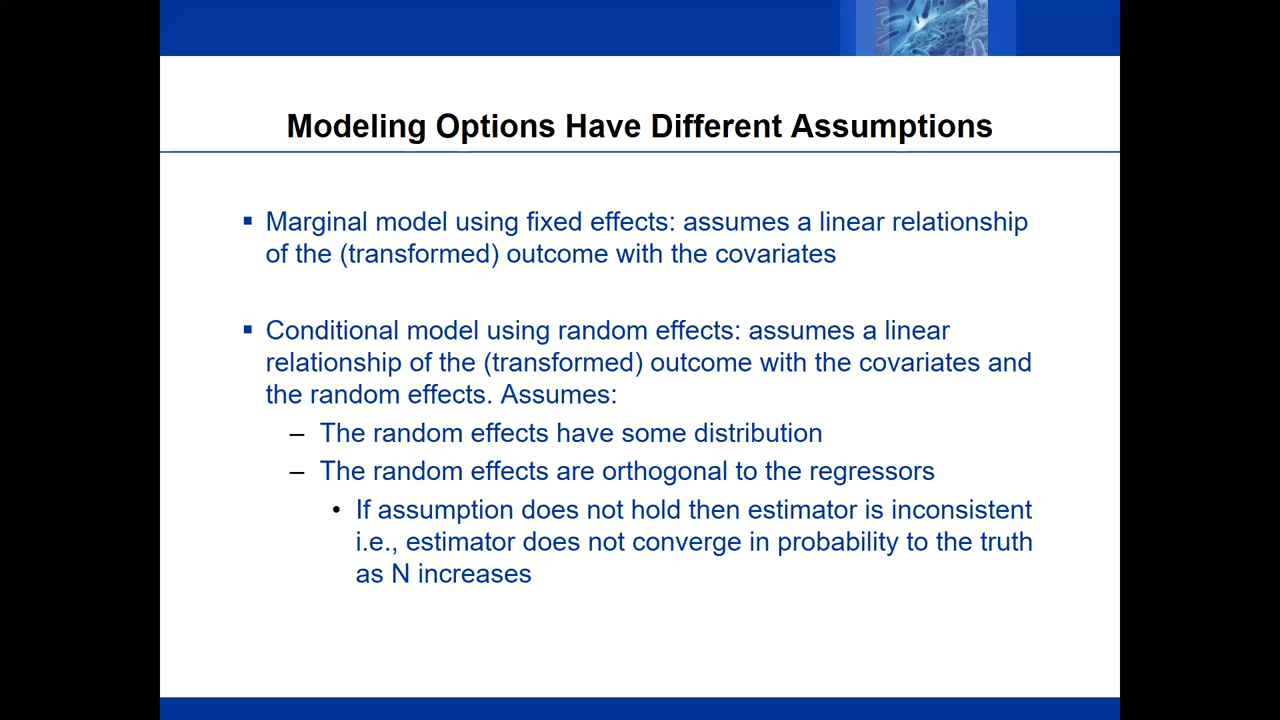 Modeling Options Have Different Assumptions
▪ Marginal model using fixed effects: assumes a linear relationship
of the (transformed) outcome with the covariates
▪ Conditional model using random effects: assumes a linear
relationship of the (transformed) outcome with the covariates and
the random effects. Assumes:
– The random effects have some distribution
– The random effects are orthogonal to the regressors
• If assumption does not hold then estimator is inconsistent
i.e., estimator does not converge in probability to the truth
as N increases